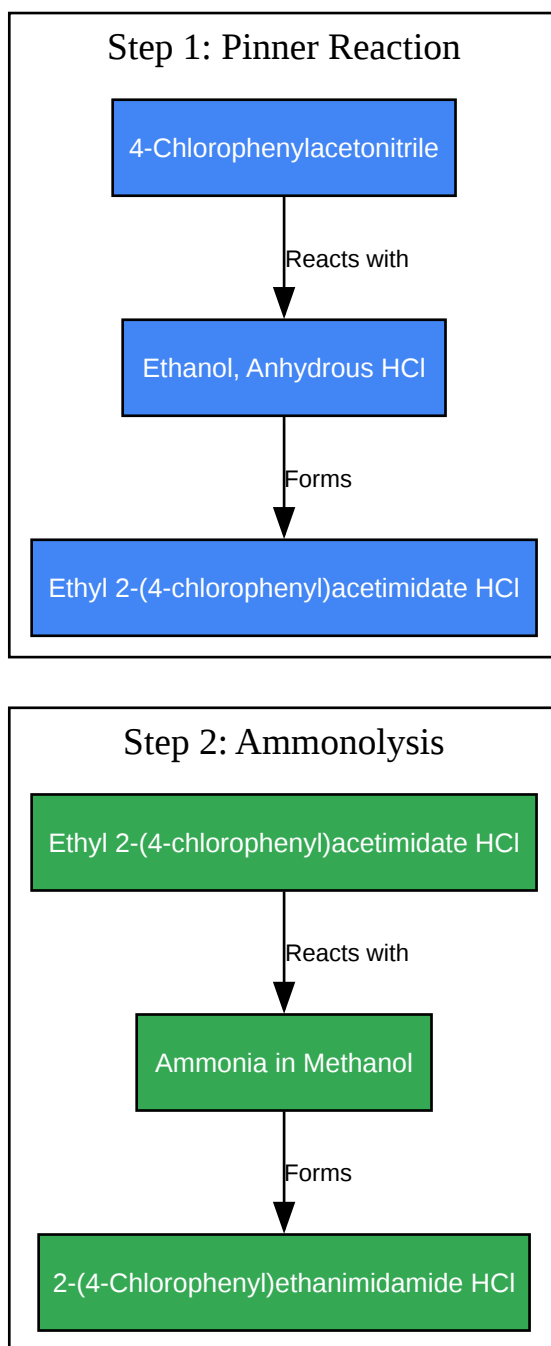 Step 1: Pinner Reaction
4-Chlorophenylacetonitrile
Reacts with
Ethanol, Anhydrous HCl
Forms
Ethyl 2-(4-chlorophenyl)acetimidate HCl
Step 2: Ammonolysis
Ethyl 2-(4-chlorophenyl)acetimidate HCl
Reacts with
Ammonia in Methanol
Forms
2-(4-Chlorophenyl)ethanimidamide HCl